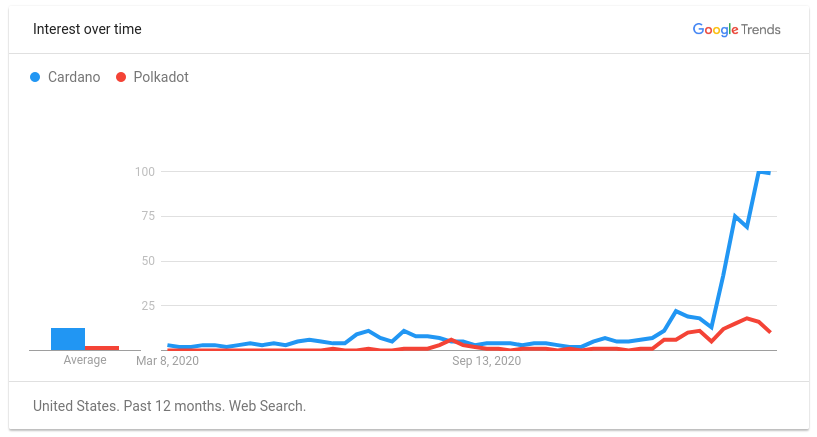 Interest over time
Google Trends
Cardano
Polkadot
100
75
50
25
Average
Mar 8, 2020
Sep 13, 2020
United States. Past 12 months. Web Search.